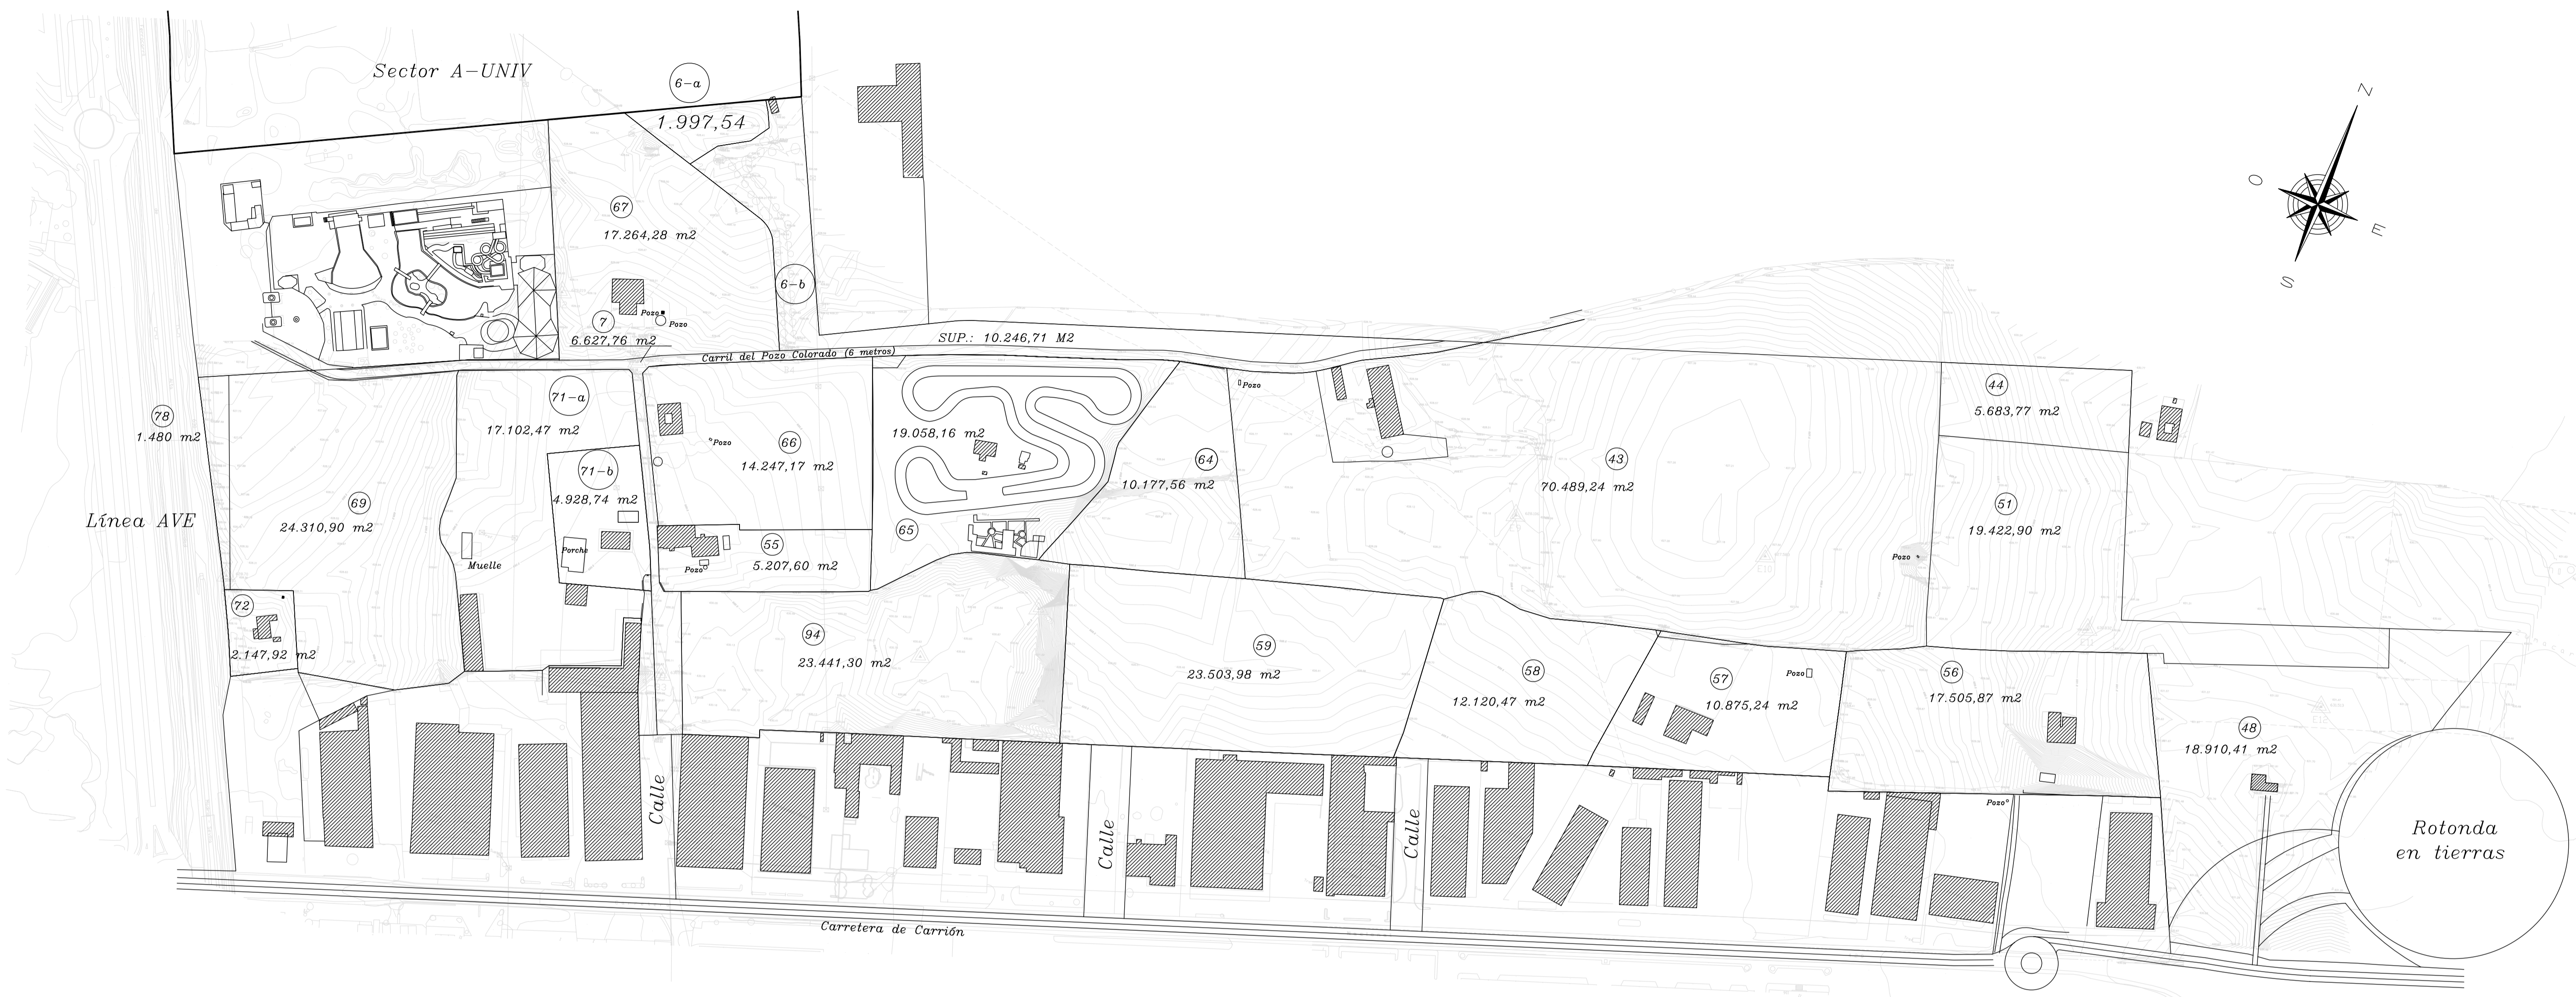 Sector A-UNIV
6-a
1.997,54
N
O
E
S
67
17.264,28 m2
6-b
Pozo
Pozo
7
6.627,76 m2
SUP.: 10.246,71 M2
Carril del Pozo Colorado (6 metros)
78
1.480 m2
71-a
17.102,47 m2
66
14.247,17 m2
Pozo
19.058,16 m2
64
10.177,56 m2
Pozo
43
70.489,24 m2
44
5.683,77 m2
71-b
4.928,74 m2
69
24.310,90 m2
Línea AVE
65
51
19.422,90 m2
Pozo
Porche
Muelle
55
5.207,60 m2
Pozo
72
2.147,92 m2
94
23.441,30 m2
59
23.503,98 m2
58
12.120,47 m2
57
10.875,24 m2
Pozo
56
17.505,87 m2
48
18.910,41 m2
Calle
Calle
Calle
Pozo
Rotonda
en tierras
Carretera de Carrión